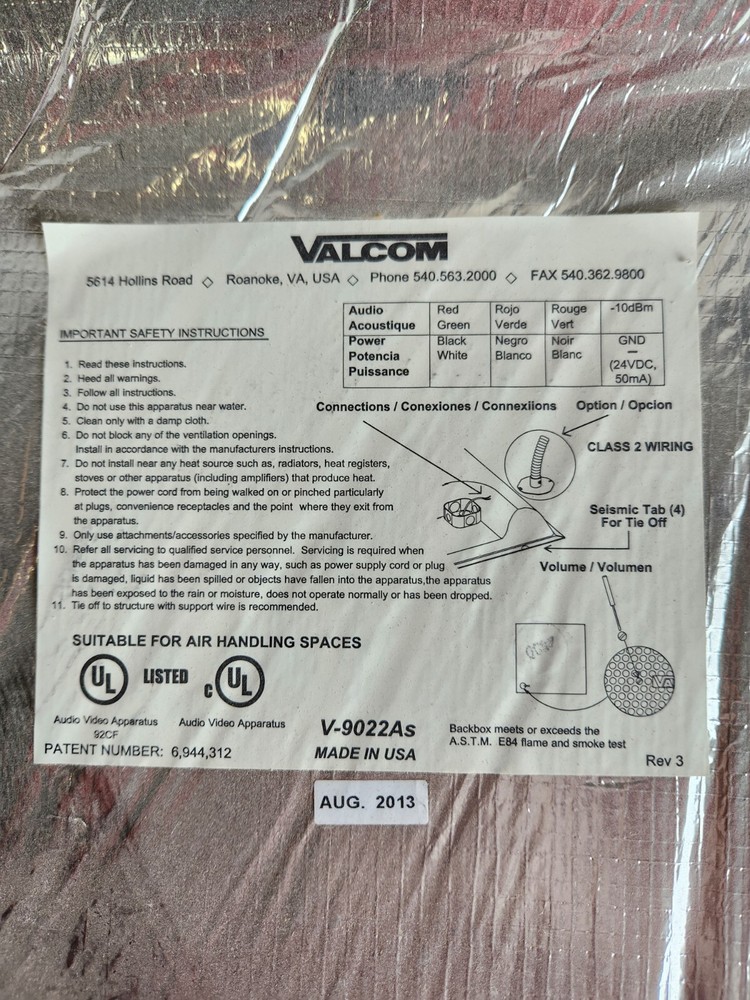 VALCOM
5614 Hollins Road ◇ Roanoke, VA, USA ◇ Phone 540.563.2000 ◇ FAX 540.362.9800
IMPORTANT SAFETY INSTRUCTIONS
1. Read these instructions.
2. Heed all warnings.
3. Follow all instructions.
4. Do not use this apparatus near water.
5. Clean only with a damp cloth.
6. Do not block any of the ventilation openings.
Install in accordance with the manufacturers instructions.
7. Do not install near any heat source such as, radiators, heat registers,
stoves or other apparatus (including amplifiers) that produce heat.
8. Protect the power cord from being walked on or pinched particularly
at plugs, convenience receptacles and the point where they exit from
the apparatus.
9. Only use attachments/accessories specified by the manufacturer.
10. Refer all servicing to qualified service personnel. Servicing is required when
the apparatus has been damaged in any way, such as power supply cord or plug
is damaged, liquid has been spilled or objects have fallen into the apparatus,the apparatus
has been exposed to the rain or moisture, does not operate normally or has been dropped.
11. Tie off to structure with support wire is recommended.
Audio Red Rojo Rouge -10dBm
Acoustique Green Verde Vert
Power Black Negro Noir GND
Potencia White Blanco Blanc —
Puissance (24VDC,
50mA)
Connections / Conexiones / Connexiions Option / Opcion
CLASS 2 WIRING
Seismic Tab (4)
For Tie Off
Volume / Volumen
SUITABLE FOR AIR HANDLING SPACES
UL LISTED c UL
Audio Video Apparatus Audio Video Apparatus
92CF
PATENT NUMBER: 6,944,312
V-9022As
MADE IN USA
Backbox meets or exceeds the
A.S.T.M. E84 flame and smoke test
Rev 3
AUG. 2013